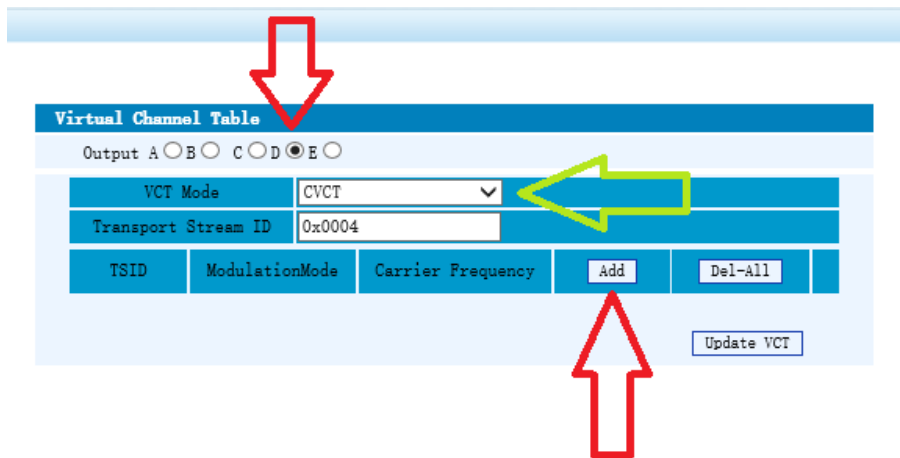 Virtual Channel Table
Output A B C D E
VCT Mode CVCT
Transport Stream ID 0x0004
TSID ModulationMode Carrier Frequency Add Del-All
Update VCT